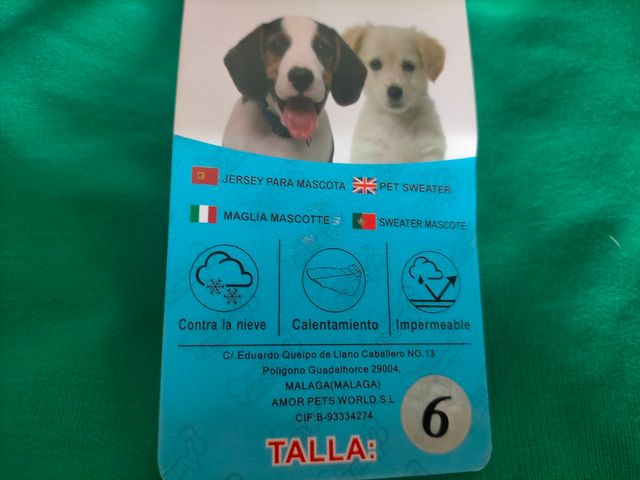 JERSEY PARA MASCOTA
PET SWEATER
MAGLIA MASCOTTE
SWEATER MASCOTE
Contra la nieve
Calentamiento
Impermeable
C/.Eduardo Queipo de Llano Caballero NO.13
Poligono Guadalhorce 29004,
MALAGA(MALAGA)
AMOR PETS WORLD.S.L
CIF:B-93334274
6
TALLA: